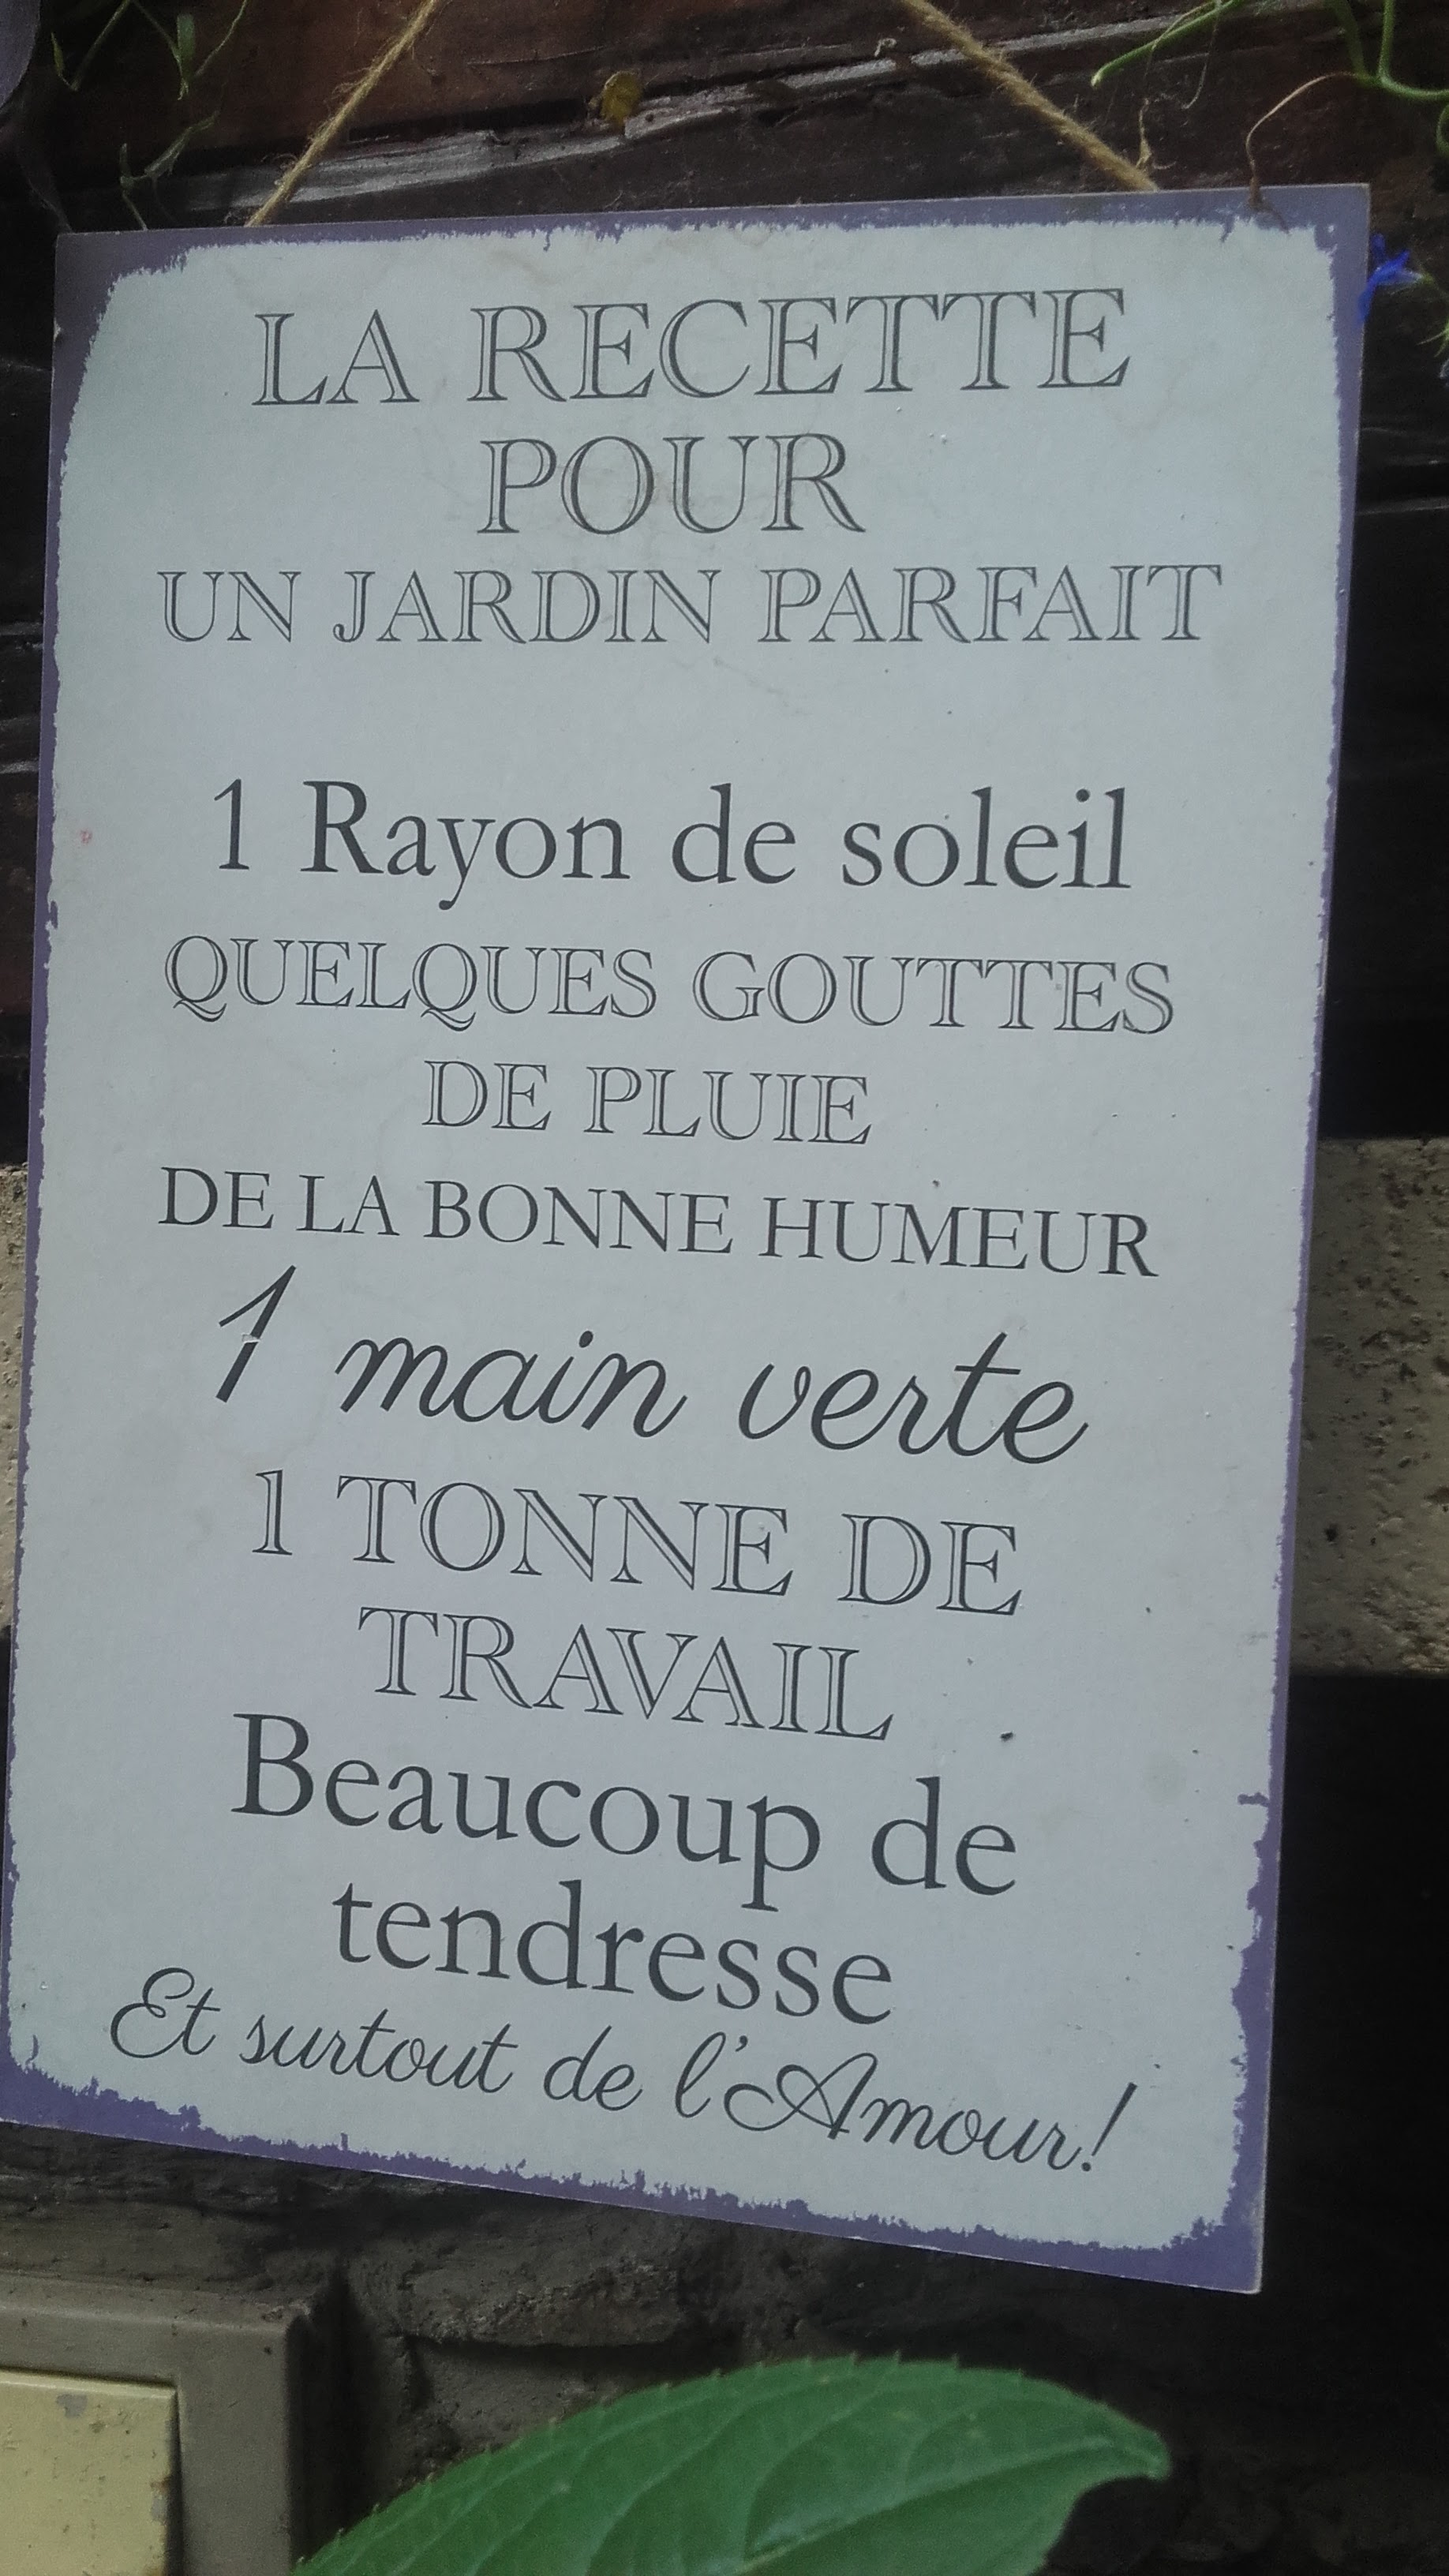 LA RECETTE
POUR
UN JARDIN PARFAIT
1 Rayon de soleil
QUELQUES GOUTTES
DE PLUIE
DE LA BONNE HUMEUR
1 main verte
1 TONNE DE
TRAVAIL
Beaucoup de
tendresse
Et surtout de l'Amour!